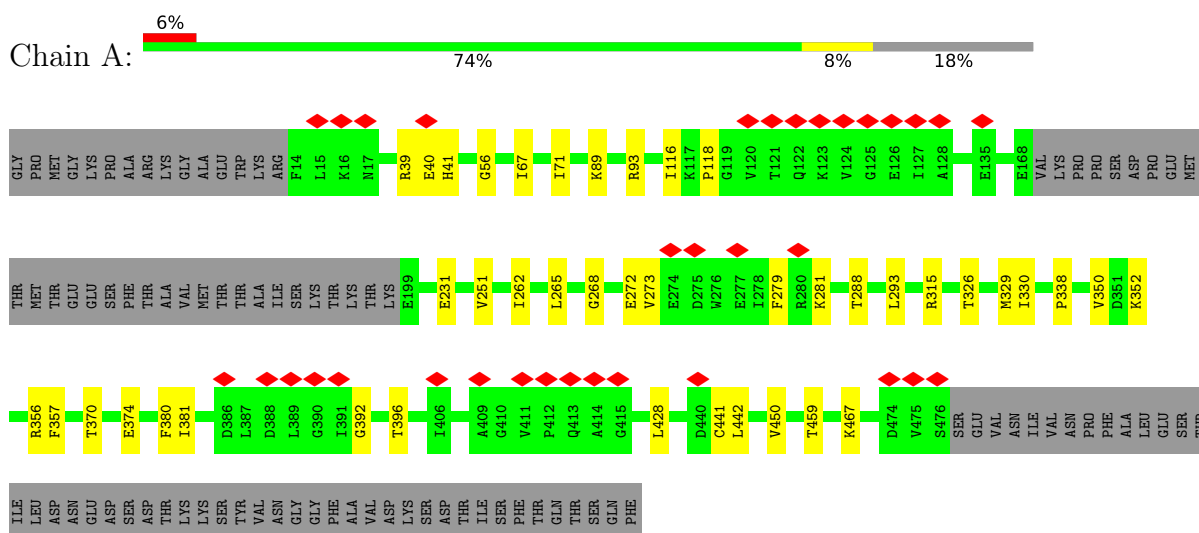 6%
Chain A:
74% 8% 18%
GLY PRO MET GLY LYS PRO ALA ARG LYS GLY ALA GLU TRP LYS ARG F14 L15 K16 N17 R39 E40 H41 G56 I67 I71 K89 R93 I116 K117 P118 G119 V120 T121 Q122 K123 V124 G125 E126 I127 A128 E135 E168 VAL LYS PRO PRO SER ASP PRO GLU MET
THR MET THR GLU GLU SER PHE THR ALA VAL MET THR THR ALA ILE SER LYS THR LYS THR LYS E199 E231 V251 I262 L265 G268 E272 V273 E274 D275 W276 E277 I278 F279 R280 K281 T288 L293 R315 T326 M329 I330 P338 V350 D351 K352
R356 F357 T370 E374 F380 I381 D386 L387 D388 L389 G390 I391 G392 T396 I406 A409 G410 V411 P412 Q413 A414 G415 L428 D440 C441 L442 V450 T459 K467 D474 V475 S476 SER GLU VAL ASN ILE VAL ASN PRO PHE ALA LEU GLU SER TYR
ILE LEU ASP ASN GLU ASP SER ASP THR LYS LYS SER TYR VAL ASN GLY GLY PHE ALA VAL ASP LYS SER ASP THR ILE SER PHE THR GLN THR SER GLN PHE